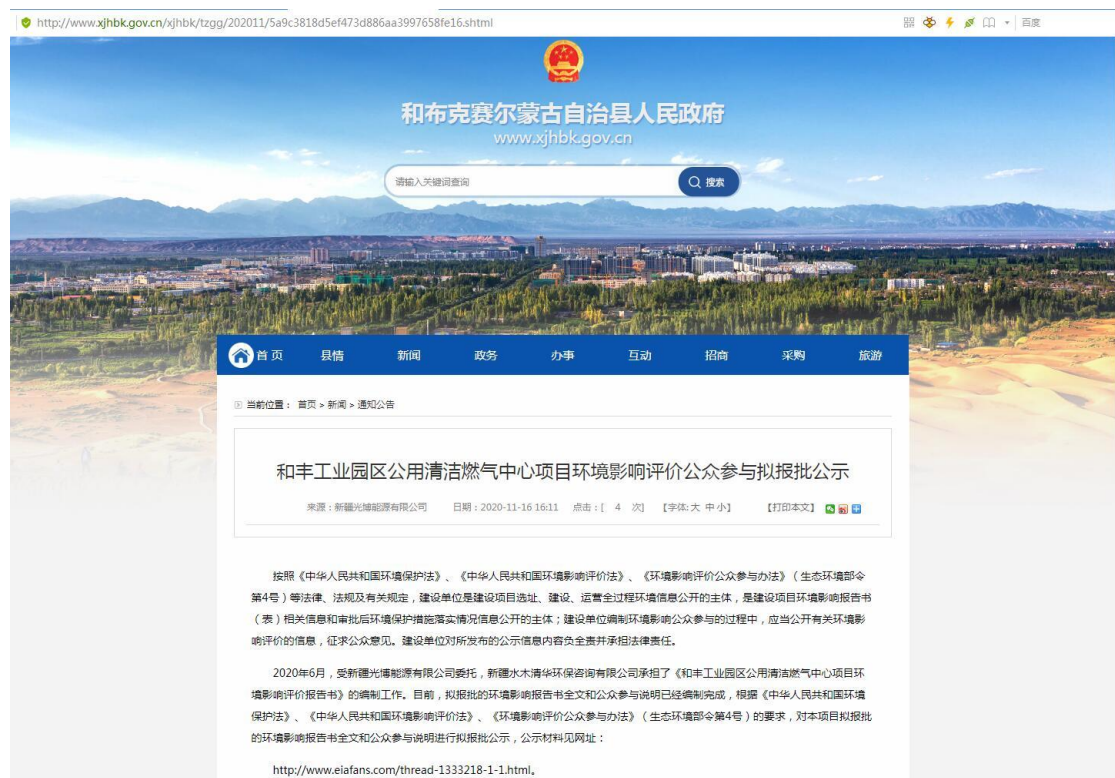 http://www.xjhbk.gov.cn/xjhbk/tzgg/202011/5a9c3818d5ef473d886aa3997658fe16.shtml
百度
和布克赛尔蒙古自治县人民政府
www.xjhbk.gov.cn
请输入关键词查询
搜索
首页 县情 新闻 政务 办事 互动 招商 采购 旅游
当前位置： 首页 > 新闻 > 通知公告
和丰工业园区公用清洁燃气中心项目环境影响评价公众参与拟报批公示
来源：新疆光博能源有限公司 日期：2020-11-16 16:11 点击：[ 4 次] 【字体:大 中 小】 【打印本文】
按照《中华人民共和国环境保护法》、《中华人民共和国环境影响评价法》、《环境影响评价公众参与办法》（生态环境部令
第4号）等法律、法规及有关规定，建设单位是建设项目选址、建设、运营全过程环境信息公开的主体，是建设项目环境影响报告书
（表）相关信息和审批后环境保护措施落实情况信息公开的主体；建设单位编制环境影响公众参与的过程中，应当公开有关环境影
响评价的信息，征求公众意见。建设单位对所发布的公示信息内容负全责并承担法律责任。
2020年6月，受新疆光博能源有限公司委托，新疆水木清华环保咨询有限公司承担了《和丰工业园区公用清洁燃气中心项目环
境影响评价报告书》的编制工作。目前，拟报批的环境影响报告书全文和公众参与说明已经编制完成，根据《中华人民共和国环境
保护法》、《中华人民共和国环境影响评价法》、《环境影响评价公众参与办法》（生态环境部令第4号）的要求，对本项目拟报批
的环境影响报告书全文和公众参与说明进行拟报批公示，公示材料见网址：
http://www.eiafans.com/thread-1333218-1-1.html。